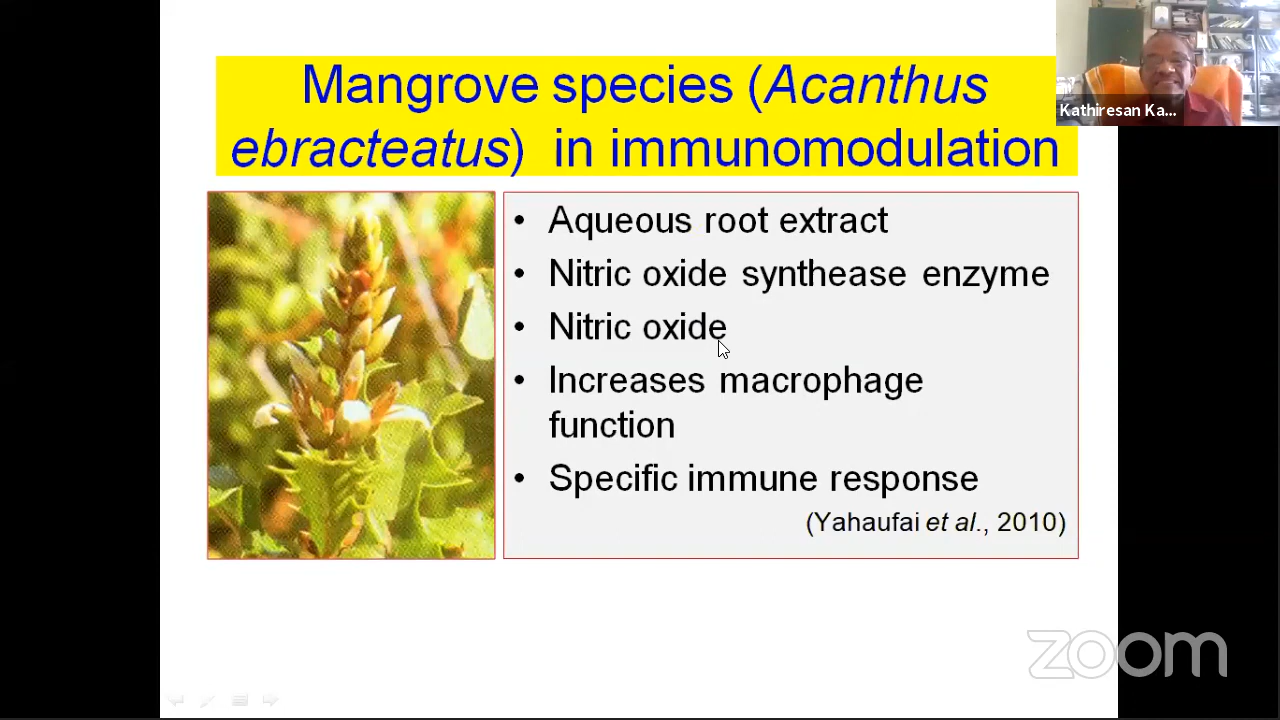 Mangrove species (Acanthus
ebracteatus) in immunomodulation
Kathiresan Ka...
• Aqueous root extract
• Nitric oxide synthease enzyme
• Nitric oxide
• Increases macrophage
function
• Specific immune response
(Yahaufai et al., 2010)
zoom